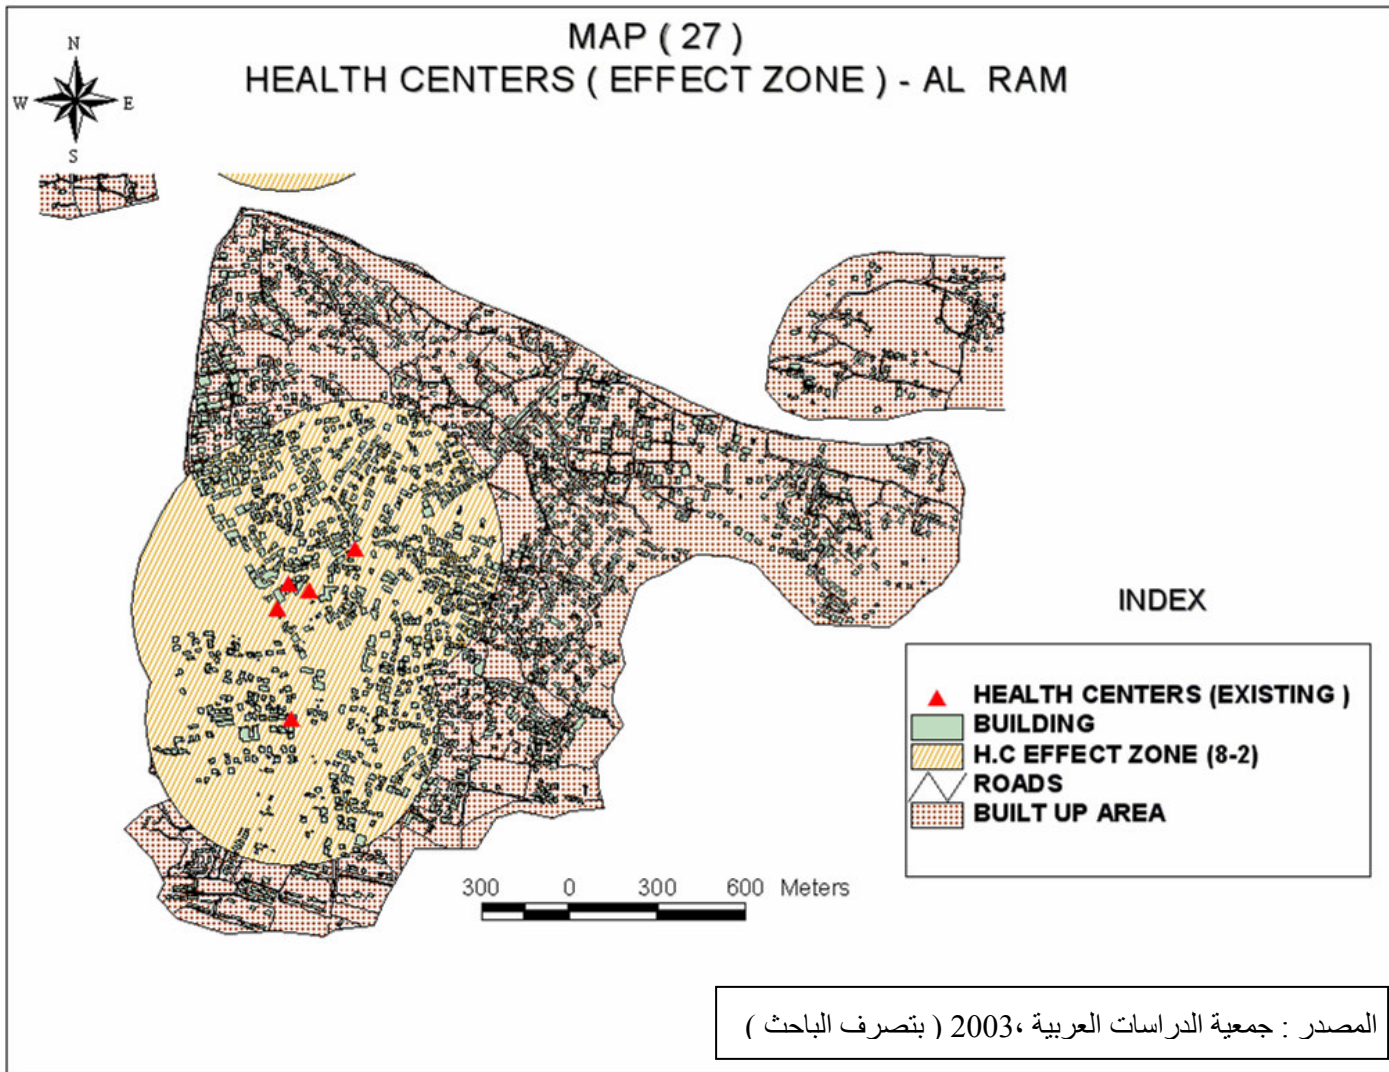 MAP ( 27 )
HEALTH CENTERS ( EFFECT ZONE ) - AL RAM
N
W E
S
INDEX
HEALTH CENTERS (EXISTING )
BUILDING
H.C EFFECT ZONE (8-2)
ROADS
BUILT UP AREA
300 0 300 600 Meters
المصدر : جمعية الدراسات العربية ،2003 ( بتصرف الباحث )